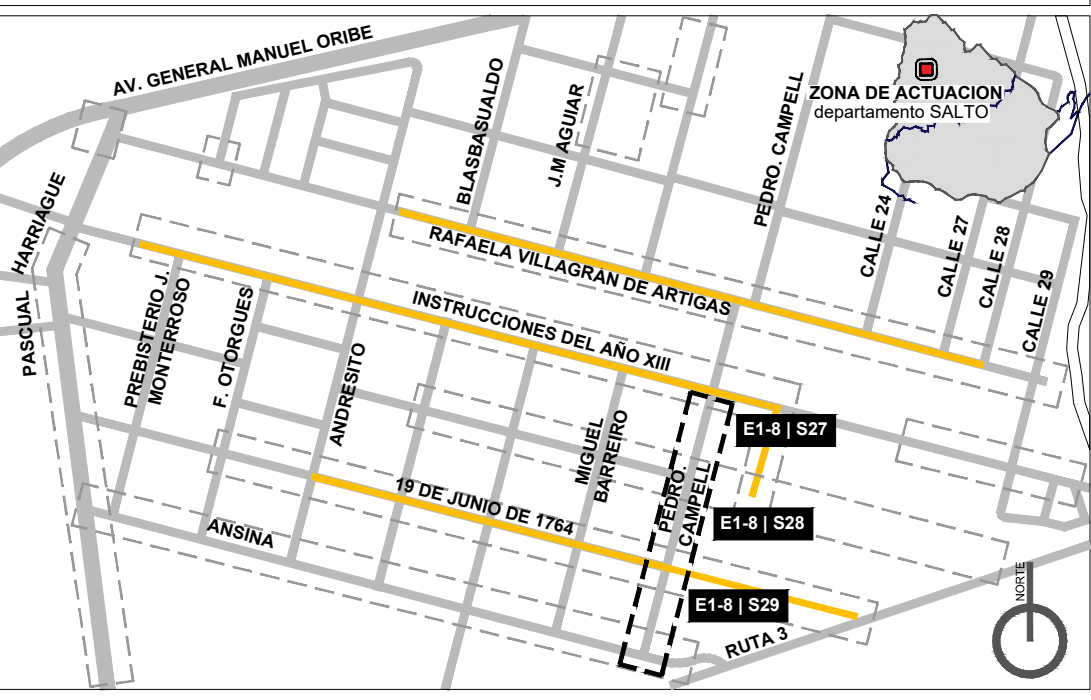 AV. GENERAL MANUEL ORIBE
ZONA DE ACTUACION
departamento SALTO
BLASBASUALDO
J.M AGUIAR
PEDRO. CAMPELL
CALLE 24
CALLE 27
CALLE 28
CALLE 29
PASCUAL HARRIAGUE
RAFAELA VILLAGRAN DE ARTIGAS
INSTRUCCIONES DEL AÑO XIII
PREBISTERIO J.
MONTERROSO
F. OTORGUES
ANDRESITO
MIGUEL
BARREIRO
PEDRO.
CAMPELL
E1-8 | S27
E1-8 | S28
19 DE JUNIO DE 1764
ANSINA
E1-8 | S29
RUTA 3
NORTE